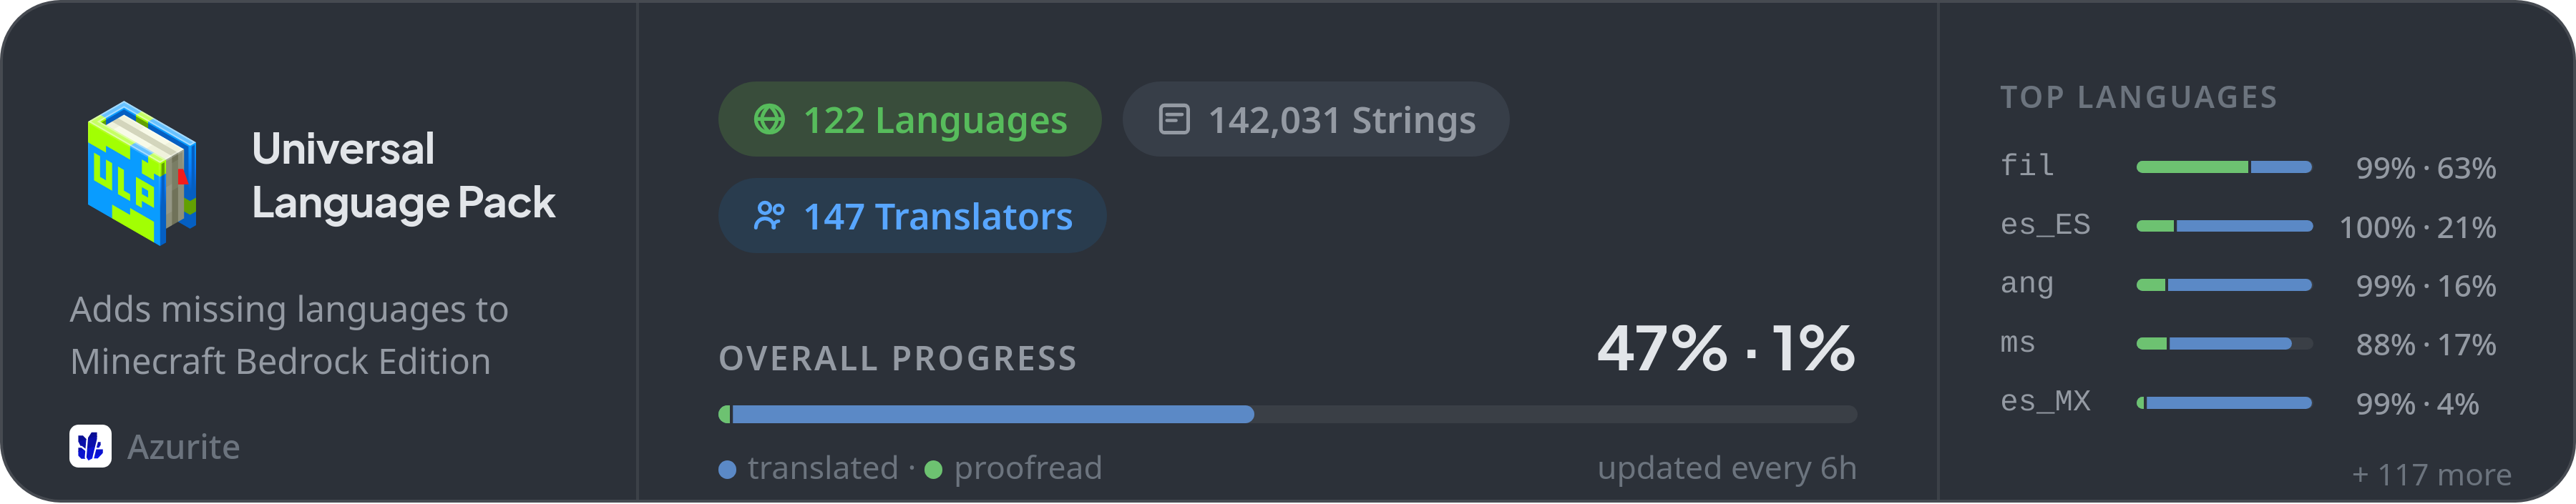 ULP
Universal
Language Pack
Adds missing languages to
Minecraft Bedrock Edition
Azurite
122 Languages
142,031 Strings
147 Translators
OVERALL PROGRESS
47% · 1%
translated · proofread
updated every 6h
TOP LANGUAGES
fil 99% · 63%
es_ES 100% · 21%
ang 99% · 16%
ms 88% · 17%
es_MX 99% · 4%
+ 117 more